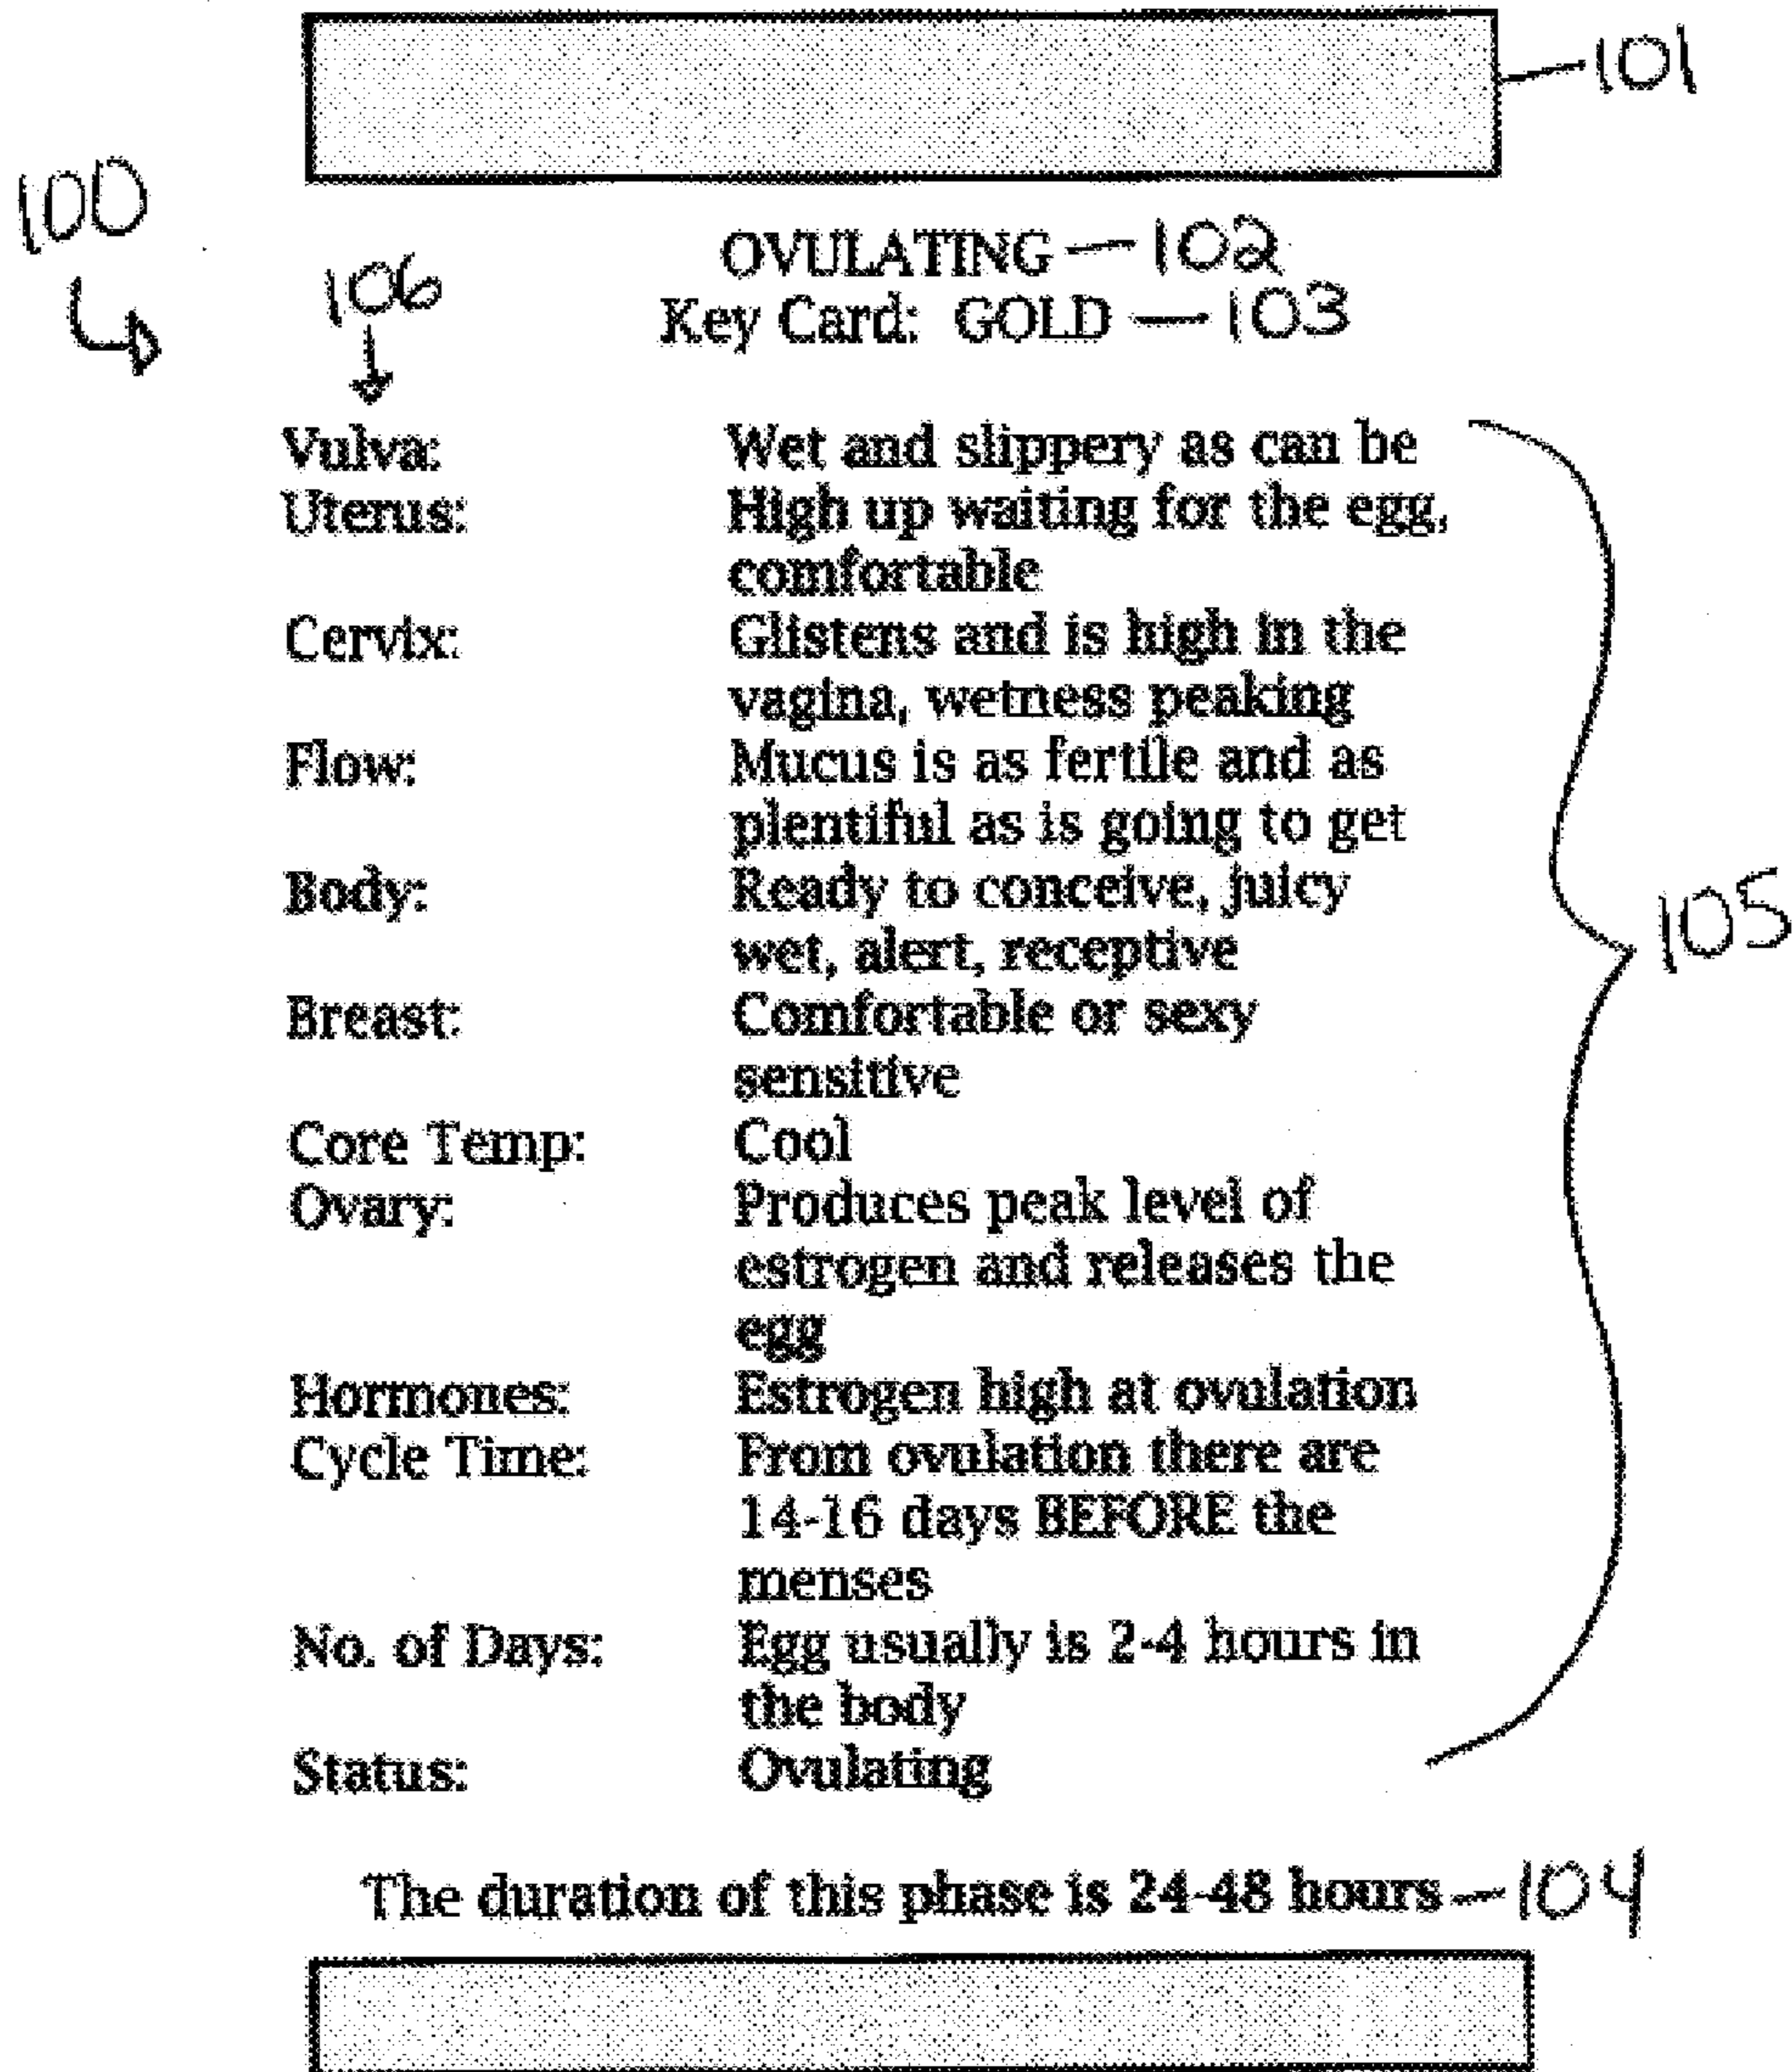 101
100
OVULATING — 102
106
Key Card: GOLD — 103
Vulva: Wet and slippery as can be
Uterus: High up waiting for the egg,
comfortable
Cervix: Glistens and is high in the
vagina, wetness peaking
Flow: Mucus is as fertile and as
plentiful as is going to get
Body: Ready to conceive, juicy
wet, alert, receptive
105
Breast: Comfortable or sexy
sensitive
Core Temp: Cool
Ovary: Produces peak level of
estrogen and releases the
egg
Hormones: Estrogen high at ovulation
Cycle Time: From ovulation there are
14-16 days BEFORE the
menses
No. of Days: Egg usually is 2-4 hours in
the body
Status: Ovulating
The duration of this phase is 24-48 hours — 104